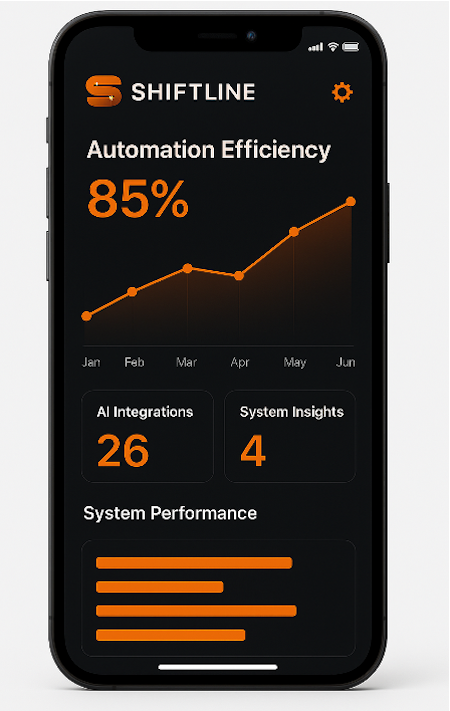 SHIFTLINE
Automation Efficiency
85%
Jan Feb Mar Apr May Jun
AI Integrations
26
System Insights
4
System Performance